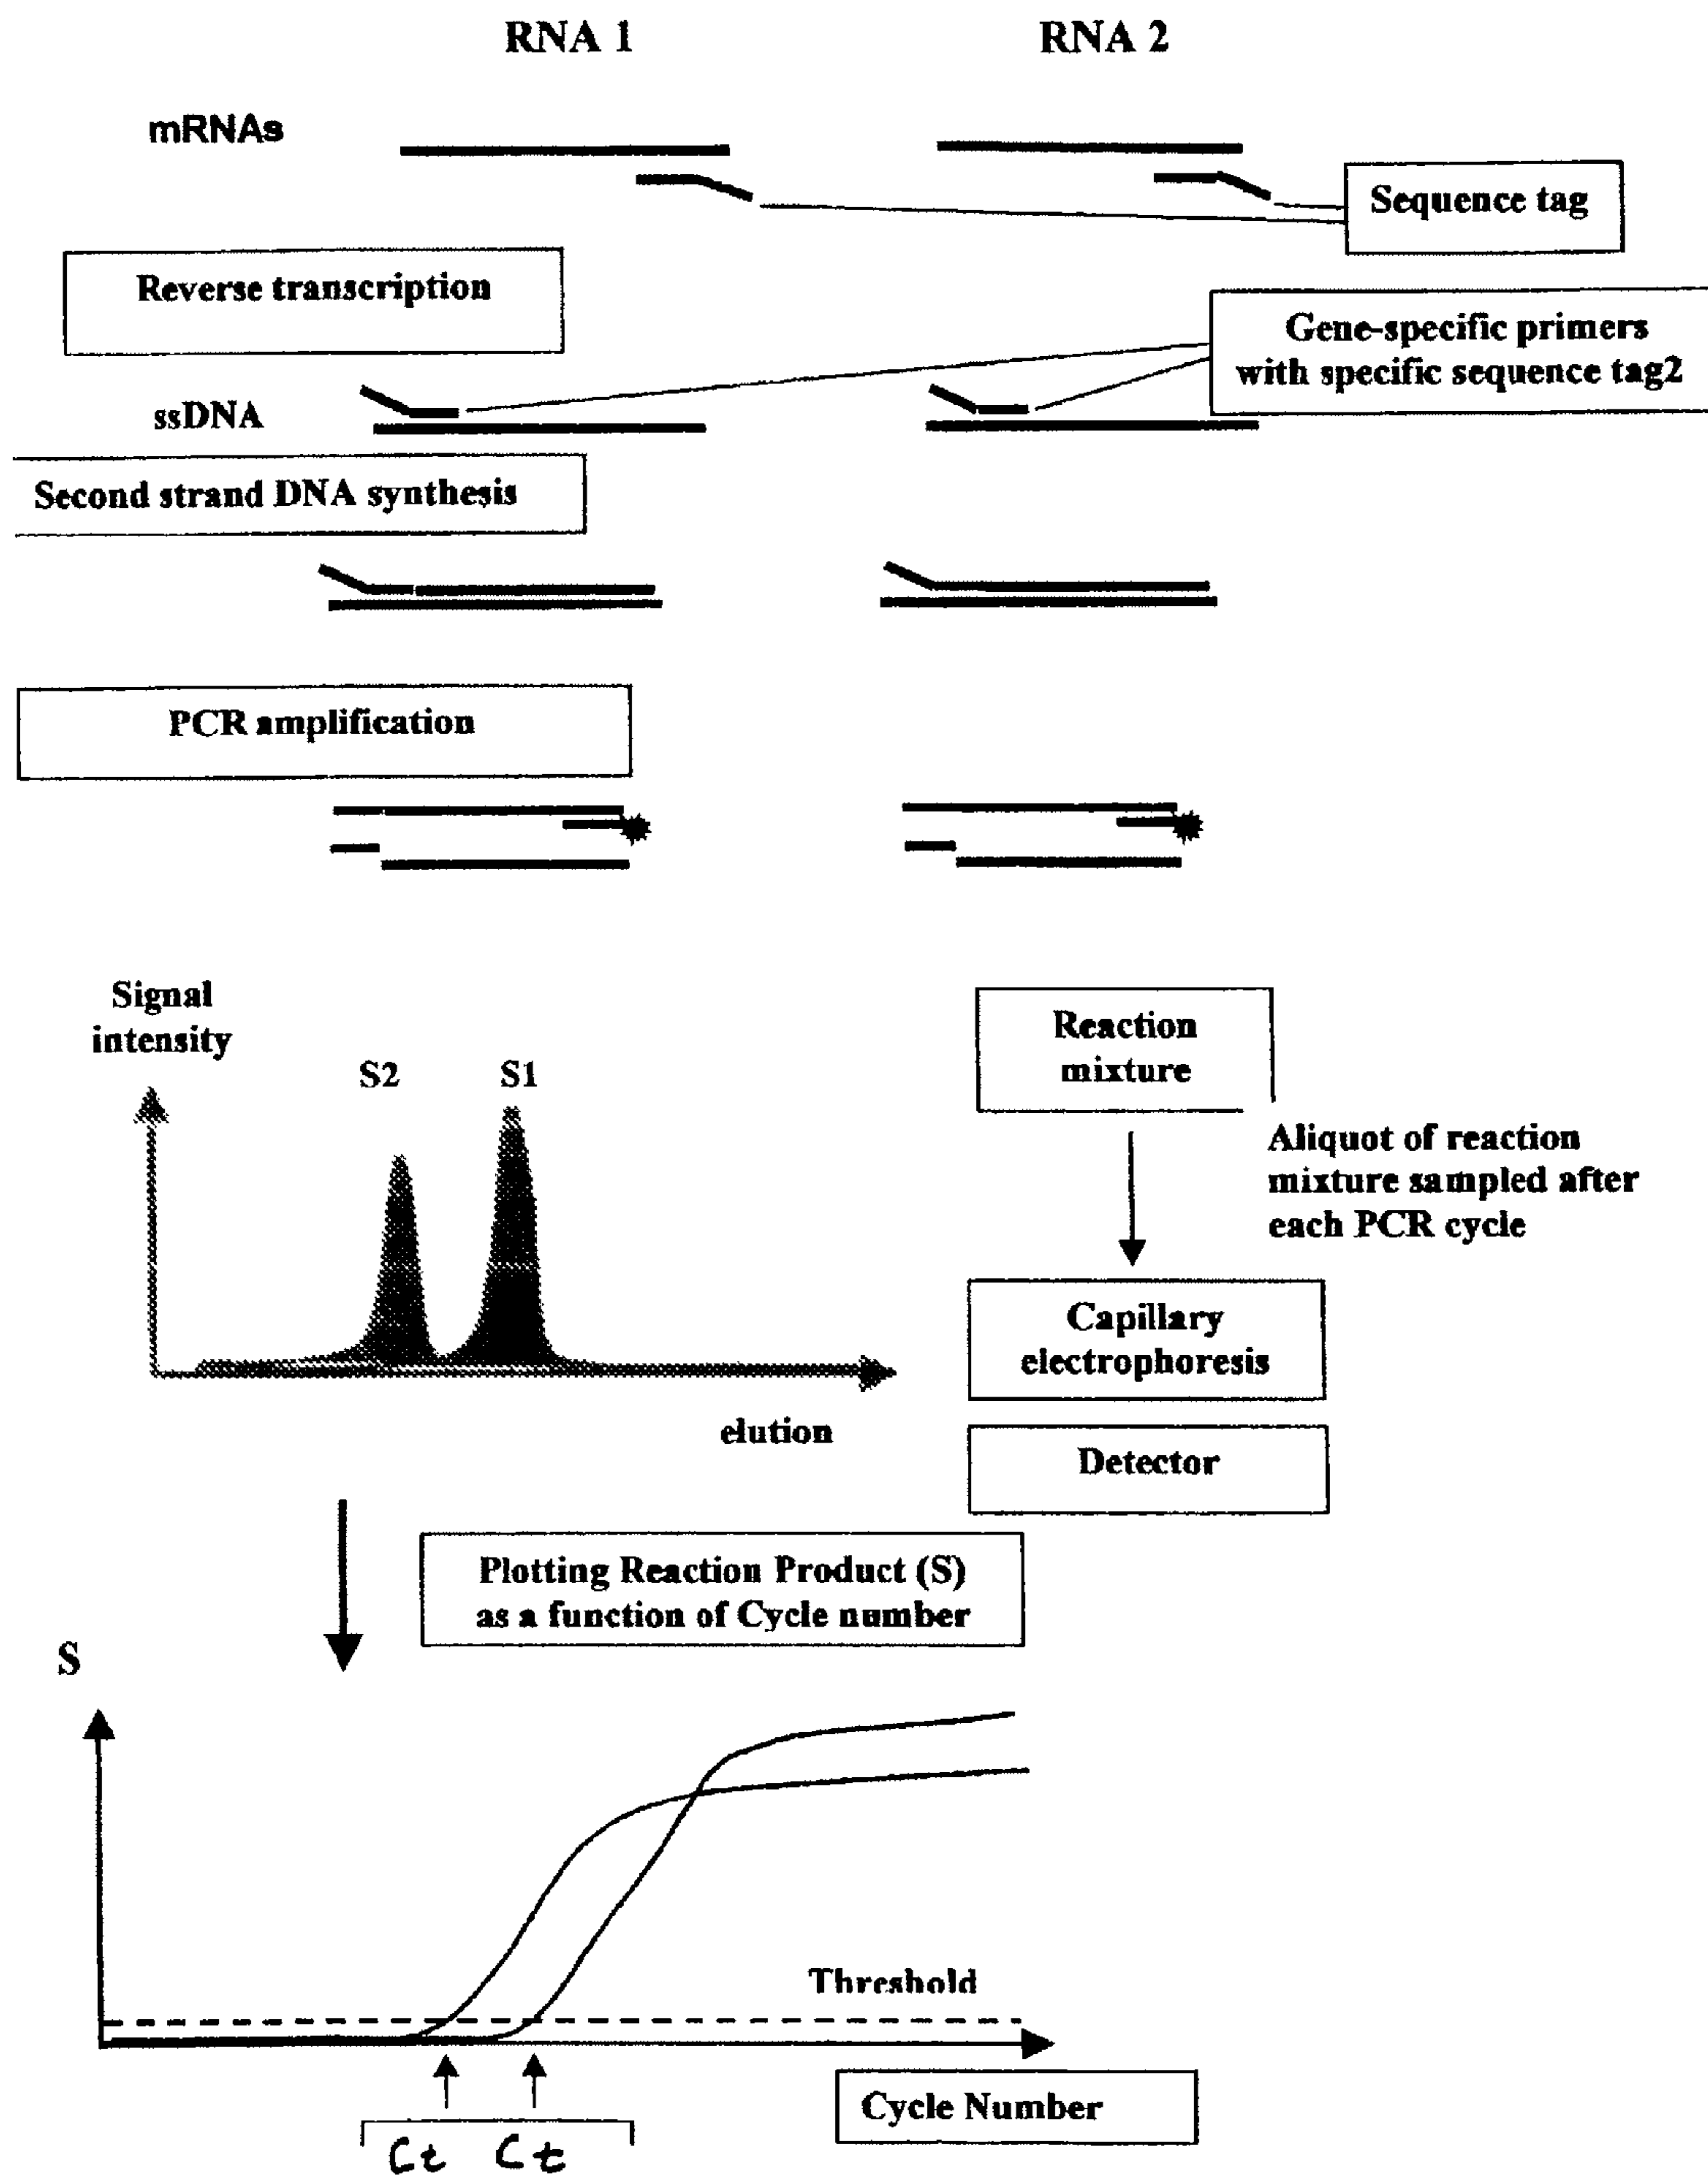 RNA 1
RNA 2
mRNAs
Sequence tag
Reverse transcription
Gene-specific primers
with specific sequence tag2
ssDNA
Second strand DNA synthesis
PCR amplification
Signal
intensity
S2
S1
Reaction
mixture
Aliquot of reaction
mixture sampled after
each PCR cycle
Capillary
electrophoresis
elution
Detector
Plotting Reaction Product (S)
as a function of Cycle number
S
Threshold
Cycle Number
Ct
Ct